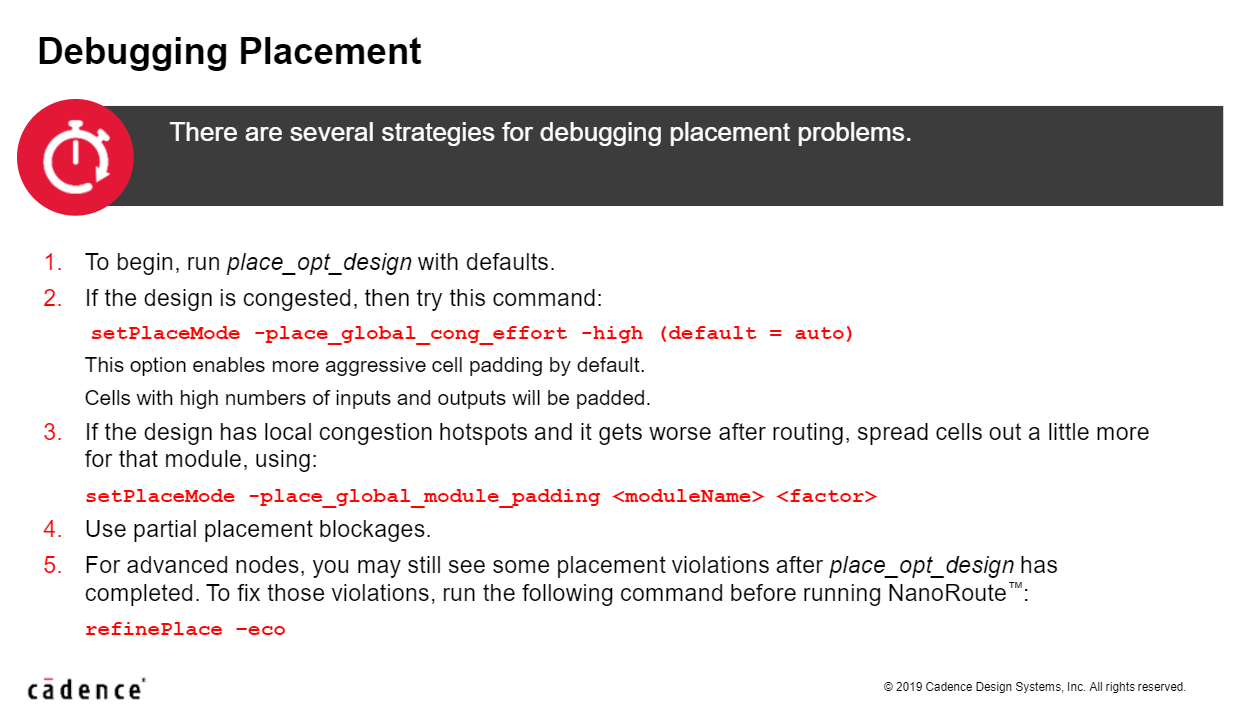 Debugging Placement
There are several strategies for debugging placement problems.
1. To begin, run place_opt_design with defaults.
2. If the design is congested, then try this command:
setPlaceMode -place_global_cong_effort -high (default = auto)
This option enables more aggressive cell padding by default.
Cells with high numbers of inputs and outputs will be padded.
3. If the design has local congestion hotspots and it gets worse after routing, spread cells out a little more
for that module, using:
setPlaceMode -place_global_module_padding <moduleName> <factor>
4. Use partial placement blockages.
5. For advanced nodes, you may still see some placement violations after place_opt_design has
completed. To fix those violations, run the following command before running NanoRoute™:
refinePlace –eco
cādence
© 2019 Cadence Design Systems, Inc. All rights reserved.